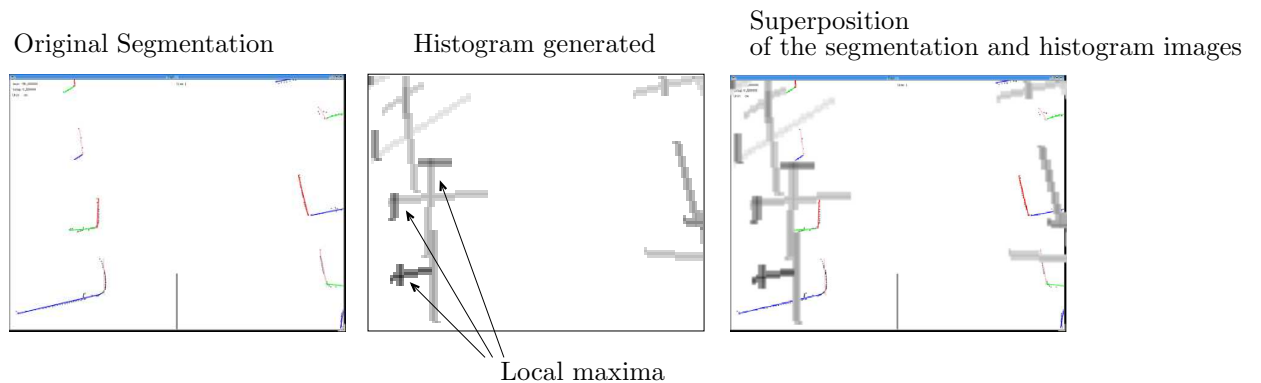 Original Segmentation
Histogram generated
Superposition
of the segmentation and histogram images
Local maxima